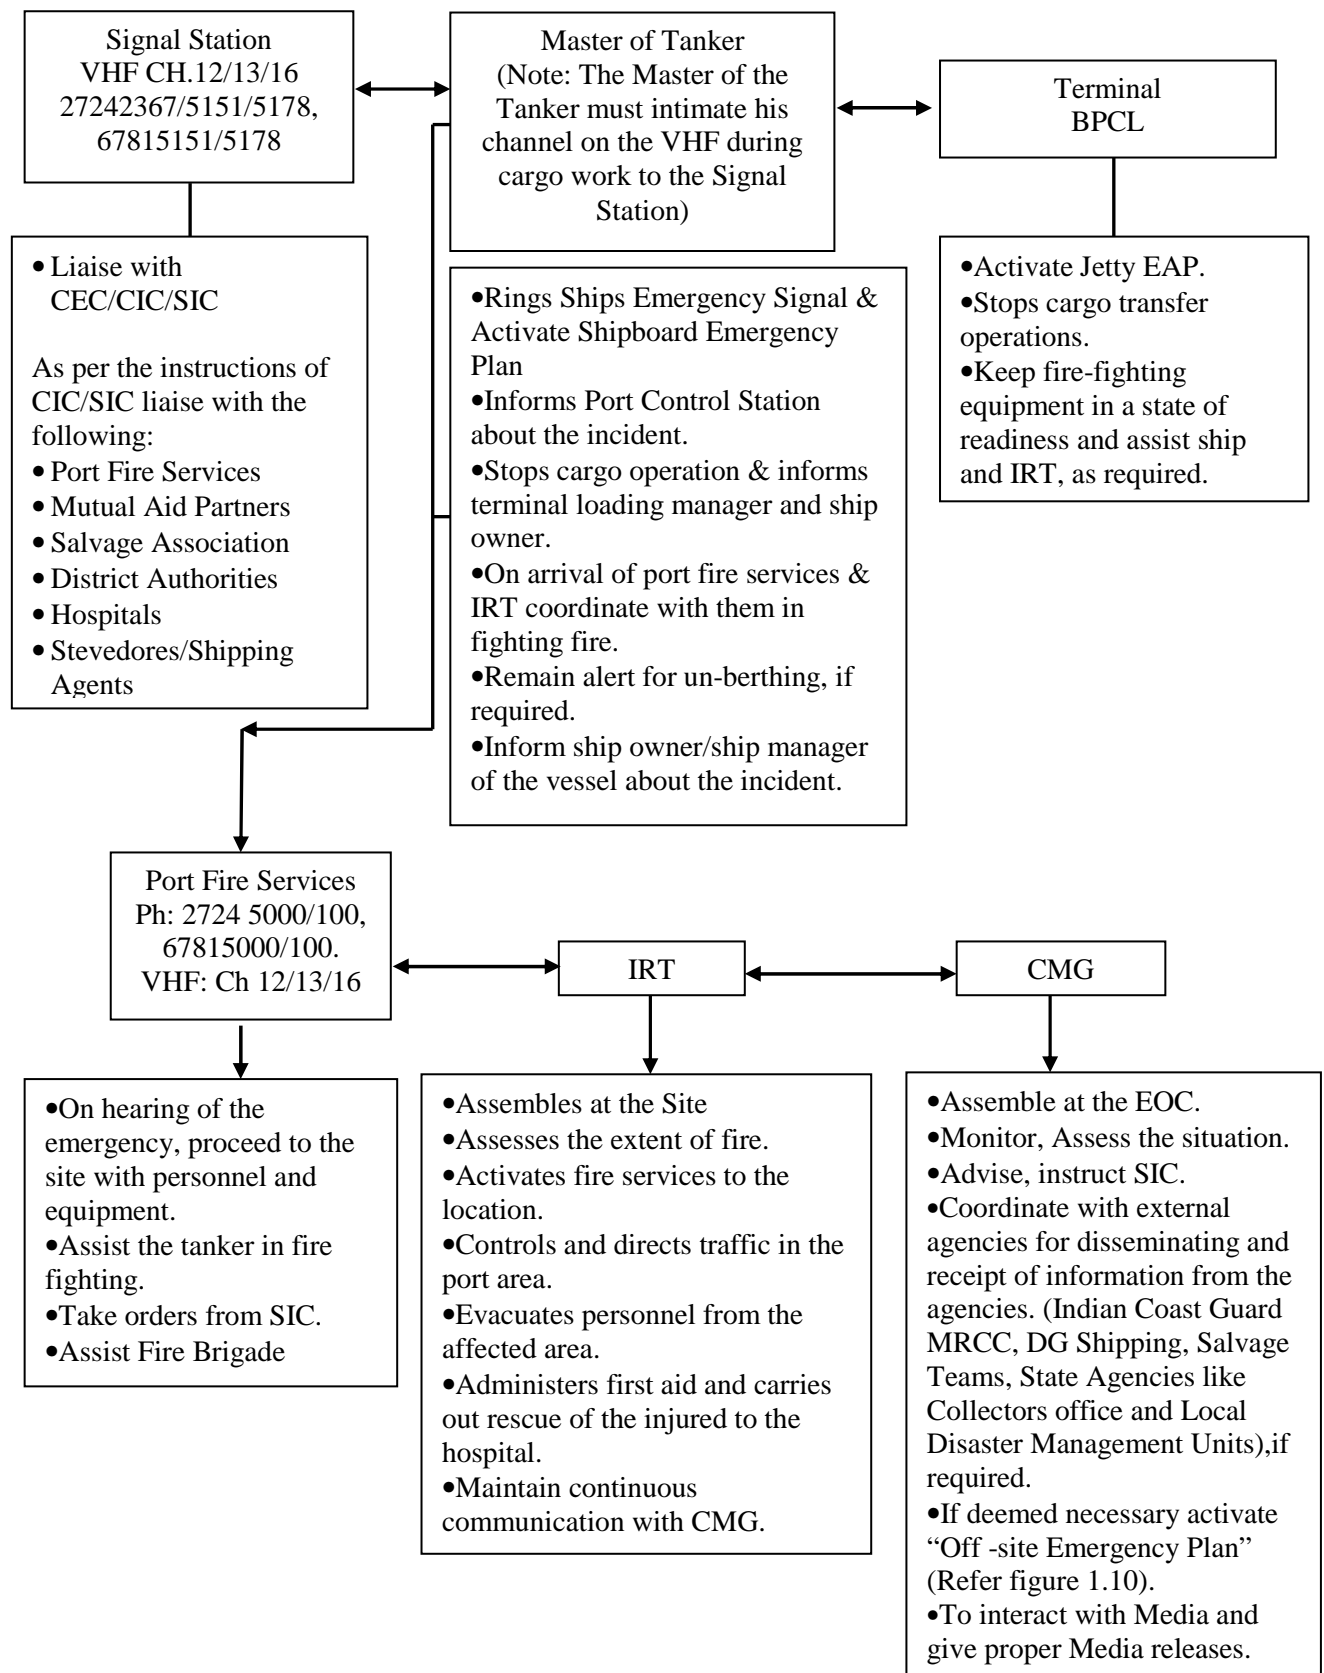 Signal Station
VHF CH.12/13/16
27242367/5151/5178,
67815151/5178
Master of Tanker
(Note: The Master of the
Tanker must intimate his
channel on the VHF during
cargo work to the Signal
Station)
Terminal
BPCL
• Liaise with
CEC/CIC/SIC
As per the instructions of
CIC/SIC liaise with the
following:
• Port Fire Services
• Mutual Aid Partners
• Salvage Association
• District Authorities
• Hospitals
• Stevedores/Shipping
Agents
•Rings Ships Emergency Signal &
Activate Shipboard Emergency
Plan
•Informs Port Control Station
about the incident.
•Stops cargo operation & informs
terminal loading manager and ship
owner.
•On arrival of port fire services &
IRT coordinate with them in
fighting fire.
•Remain alert for un-berthing, if
required.
•Inform ship owner/ship manager
of the vessel about the incident.
•Activate Jetty EAP.
•Stops cargo transfer
operations.
•Keep fire-fighting
equipment in a state of
readiness and assist ship
and IRT, as required.
Port Fire Services
Ph: 2724 5000/100,
67815000/100.
VHF: Ch 12/13/16
IRT
CMG
•On hearing of the
emergency, proceed to the
site with personnel and
equipment.
•Assist the tanker in fire
fighting.
•Take orders from SIC.
•Assist Fire Brigade
•Assembles at the Site
•Assesses the extent of fire.
•Activates fire services to the
location.
•Controls and directs traffic in the
port area.
•Evacuates personnel from the
affected area.
•Administers first aid and carries
out rescue of the injured to the
hospital.
•Maintain continuous
communication with CMG.
•Assemble at the EOC.
•Monitor, Assess the situation.
•Advise, instruct SIC.
•Coordinate with external
agencies for disseminating and
receipt of information from the
agencies. (Indian Coast Guard
MRCC, DG Shipping, Salvage
Teams, State Agencies like
Collectors office and Local
Disaster Management Units),if
required.
•If deemed necessary activate
“Off -site Emergency Plan”
(Refer figure 1.10).
•To interact with Media and
give proper Media releases.